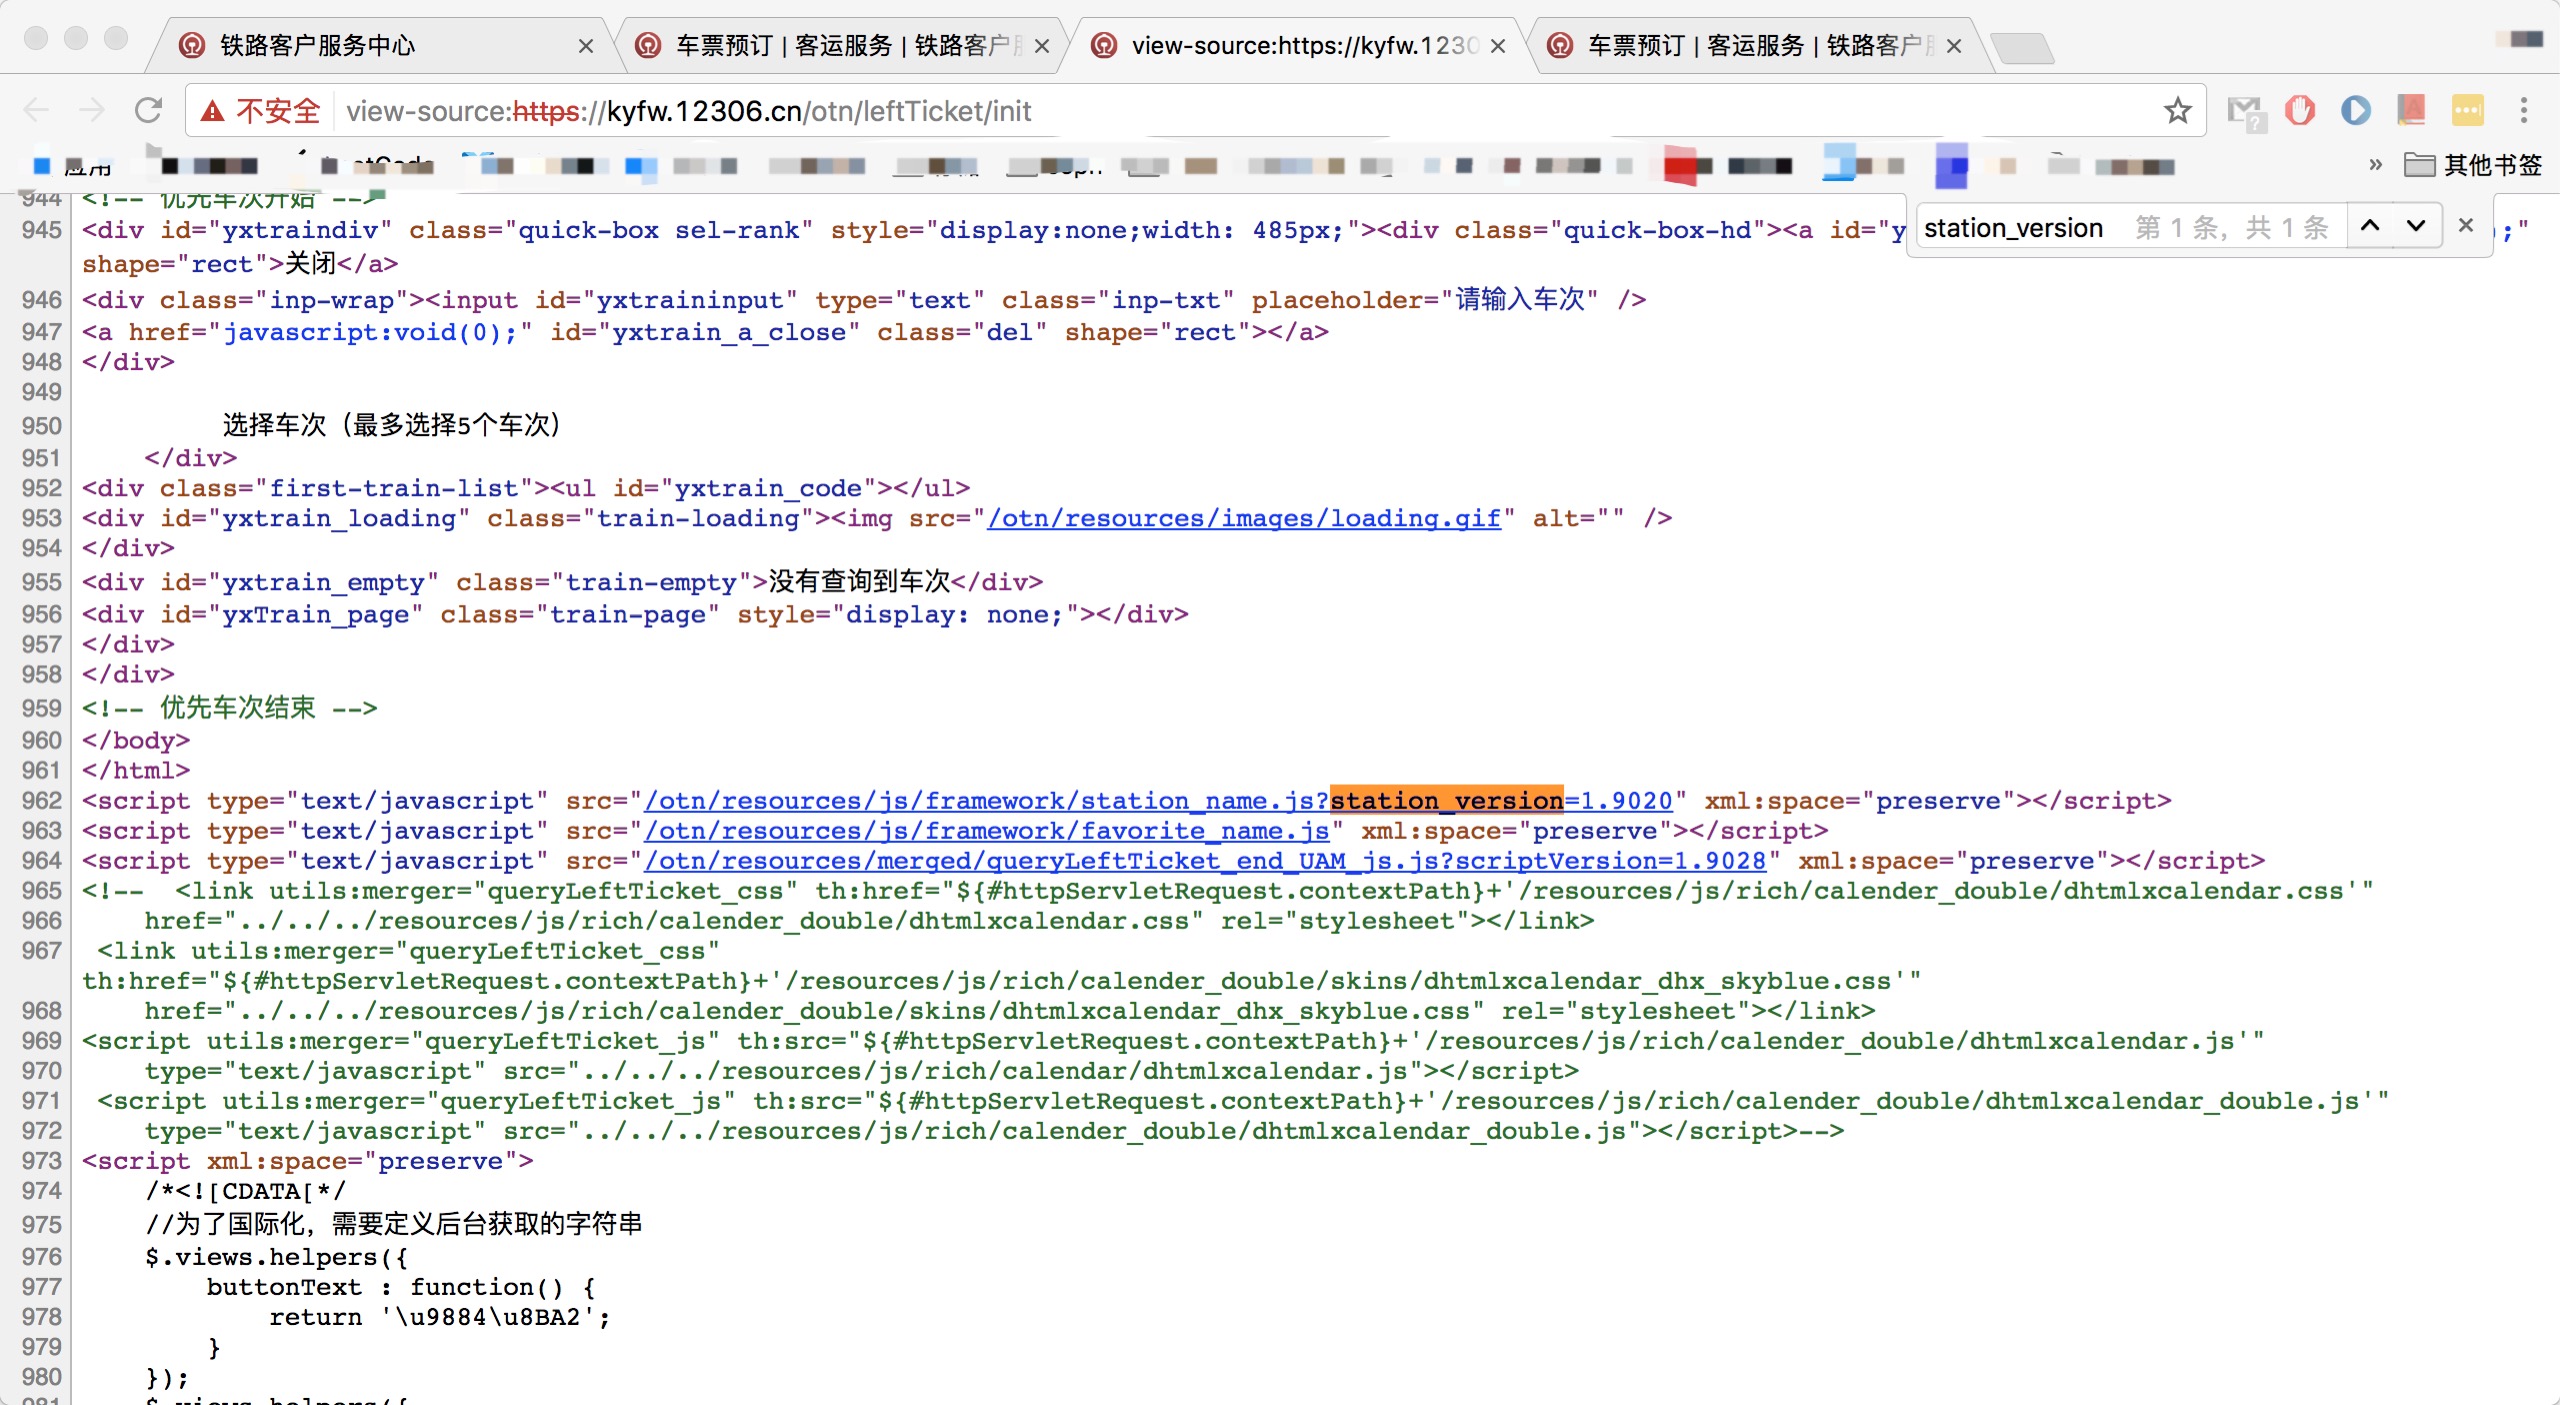 铁路客户服务中心
车票预订 | 客运服务 | 铁路客户
view-source:https://kyfw.1230
车票预订 | 客运服务 | 铁路客户
不安全 view-source:https://kyfw.12306.cn/otn/leftTicket/init
应用
» 其他书签
station_version 第 1 条，共 1 条
944 <!-- 优先车次开始 -->
945 <div id="yxtraindiv" class="quick-box sel-rank" style="display:none;width: 485px;"><div class="quick-box-hd"><a id="y ;"
shape="rect">关闭</a>
946 <div class="inp-wrap"><input id="yxtraininput" type="text" class="inp-txt" placeholder="请输入车次" />
947 <a href="javascript:void(0);" id="yxtrain_a_close" class="del" shape="rect"></a>
948 </div>
949
950 选择车次（最多选择5个车次）
951 </div>
952 <div class="first-train-list"><ul id="yxtrain_code"></ul>
953 <div id="yxtrain_loading" class="train-loading"><img src="/otn/resources/images/loading.gif" alt="" />
954 </div>
955 <div id="yxtrain_empty" class="train-empty">没有查询到车次</div>
956 <div id="yxTrain_page" class="train-page" style="display: none;"></div>
957 </div>
958 </div>
959 <!-- 优先车次结束 -->
960 </body>
961 </html>
962 <script type="text/javascript" src="/otn/resources/js/framework/station_name.js?station_version=1.9020" xml:space="preserve"></script>
963 <script type="text/javascript" src="/otn/resources/js/framework/favorite_name.js" xml:space="preserve"></script>
964 <script type="text/javascript" src="/otn/resources/merged/queryLeftTicket_end_UAM_js.js?scriptVersion=1.9028" xml:space="preserve"></script>
965 <!--  <link utils:merger="queryLeftTicket_css" th:href="${#httpServletRequest.contextPath}+'/resources/js/rich/calender_double/dhtmlxcalendar.css'"
966 href="../../../resources/js/rich/calender_double/dhtmlxcalendar.css" rel="stylesheet"></link>
967 <link utils:merger="queryLeftTicket_css"
th:href="${#httpServletRequest.contextPath}+'/resources/js/rich/calender_double/skins/dhtmlxcalendar_dhx_skyblue.css'"
968 href="../../../resources/js/rich/calender_double/skins/dhtmlxcalendar_dhx_skyblue.css" rel="stylesheet"></link>
969 <script utils:merger="queryLeftTicket_js" th:src="${#httpServletRequest.contextPath}+'/resources/js/rich/calender_double/dhtmlxcalendar.js'"
970 type="text/javascript" src="../../../resources/js/rich/calendar/dhtmlxcalendar.js"></script>
971 <script utils:merger="queryLeftTicket_js" th:src="${#httpServletRequest.contextPath}+'/resources/js/rich/calender_double/dhtmlxcalendar_double.js'"
972 type="text/javascript" src="../../../resources/js/rich/calender_double/dhtmlxcalendar_double.js"></script>-->
973 <script xml:space="preserve">
974 /*<![CDATA[*/
975 //为了国际化，需要定义后台获取的字符串
976 $.views.helpers({
977 buttonText : function() {
978 return '\u9884\u8BA2';
979 }
980 });
981 $.views.helpers({